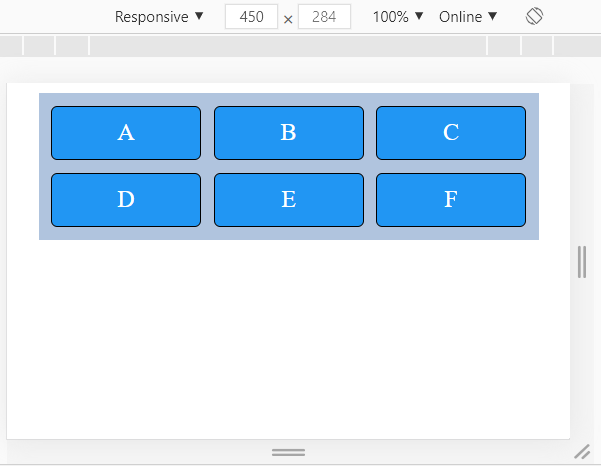 Responsive ▼ 450 × 284 100% ▼ Online ▼
A B C
D E F